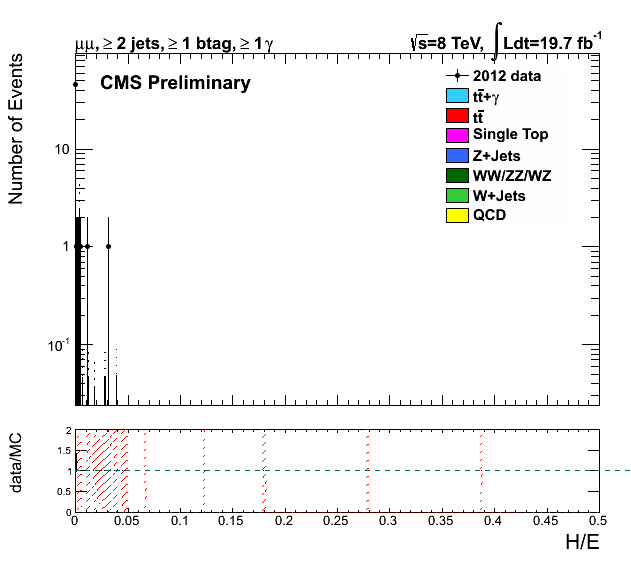 μμ, ≥ 2 jets, ≥ 1 btag, ≥ 1 γ
√s=8 TeV, ∫ Ldt=19.7 fb⁻¹
CMS Preliminary
2012 data
tt̅+γ
tt̅
Single Top
Z+Jets
WW/ZZ/WZ
W+Jets
QCD
Number of Events
10
1
10⁻¹
data/MC
2
1.5
1
0.5
0
0 0.05 0.1 0.15 0.2 0.25 0.3 0.35 0.4 0.45 0.5
H/E